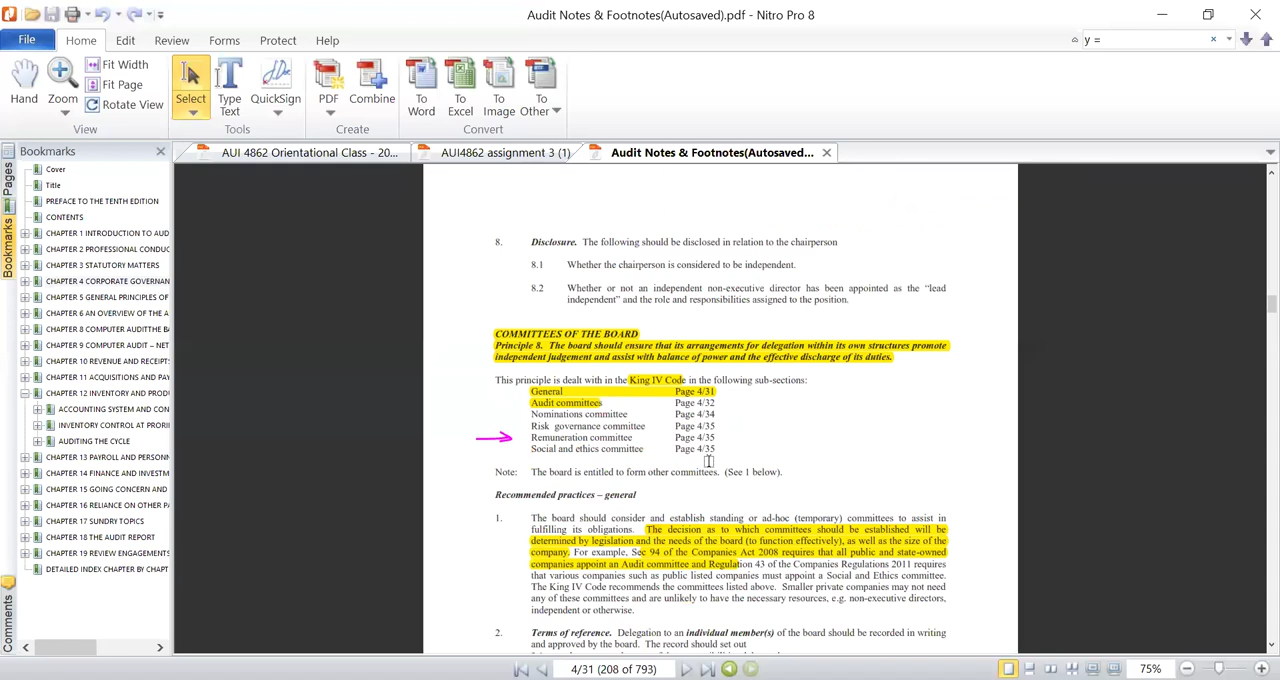 Audit Notes & Footnotes(Autosaved).pdf - Nitro Pro 8
File Home Edit Review Forms Protect Help
y =
Hand
Zoom
Fit Width
Fit Page
Rotate View
View
Select
Type Text
QuickSign
Tools
PDF
Combine
Create
To Word
To Excel
To Image
To Other
Convert
Bookmarks
AUI 4862 Orientational Class - 20...
AUI4862 assignment 3 (1)
Audit Notes & Footnotes(Autosaved...
Pages
Bookmarks
Comments
Cover
Title
PREFACE TO THE TENTH EDITION
CONTENTS
CHAPTER 1 INTRODUCTION TO AUD
CHAPTER 2 PROFESSIONAL CONDUC
CHAPTER 3 STATUTORY MATTERS
CHAPTER 4 CORPORATE GOVERNAN
CHAPTER 5 GENERAL PRINCIPLES OF
CHAPTER 6 AN OVERVIEW OF THE A
CHAPTER 8 COMPUTER AUDITTHE BA
CHAPTER 9 COMPUTER AUDIT – NET
CHAPTER 10 REVENUE AND RECEIPTS
CHAPTER 11 ACQUISITIONS AND PAY
CHAPTER 12 INVENTORY AND PRODU
ACCOUNTING SYSTEM AND CON
INVENTORY CONTROL AT PRORI
AUDITING THE CYCLE
CHAPTER 13 PAYROLL AND PERSONN
CHAPTER 14 FINANCE AND INVESTM
CHAPTER 15 GOING CONCERN AND
CHAPTER 16 RELIANCE ON OTHER PA
CHAPTER 17 SUNDRY TOPICS
CHAPTER 18 THE AUDIT REPORT
CHAPTER 19 REVIEW ENGAGEMENTS
DETAILED INDEX CHAPTER BY CHAPT
8. Disclosure. The following should be disclosed in relation to the chairperson
8.1 Whether the chairperson is considered to be independent.
8.2 Whether or not an independent non-executive director has been appointed as the “lead
independent” and the role and responsibilities assigned to the position.
COMMITTEES OF THE BOARD
Principle 8. The board should ensure that its arrangements for delegation within its own structures promote
independent judgement and assist with balance of power and the effective discharge of its duties.
This principle is dealt with in the King IV Code in the following sub-sections:
General Page 4/31
Audit committees Page 4/32
Nominations committee Page 4/34
Risk governance committee Page 4/35
Remuneration committee Page 4/35
Social and ethics committee Page 4/35
Note: The board is entitled to form other committees. (See 1 below).
Recommended practices – general
1. The board should consider and establish standing or ad-hoc (temporary) committees to assist in
fulfilling its obligations. The decision as to which committees should be established will be
determined by legislation and the needs of the board (to function effectively), as well as the size of the
company. For example, Sec 94 of the Companies Act 2008 requires that all public and state-owned
companies appoint an Audit committee and Regulation 43 of the Companies Regulations 2011 requires
that various companies such as public listed companies must appoint a Social and Ethics committee.
The King IV Code recommends the committees listed above. Smaller private companies may not need
any of these committees and are unlikely to have the necessary resources, e.g. non-executive directors,
independent or otherwise.
2. Terms of reference. Delegation to an individual member(s) of the board should be recorded in writing
and approved by the board. The record should set out
4/31 (208 of 793)
75%